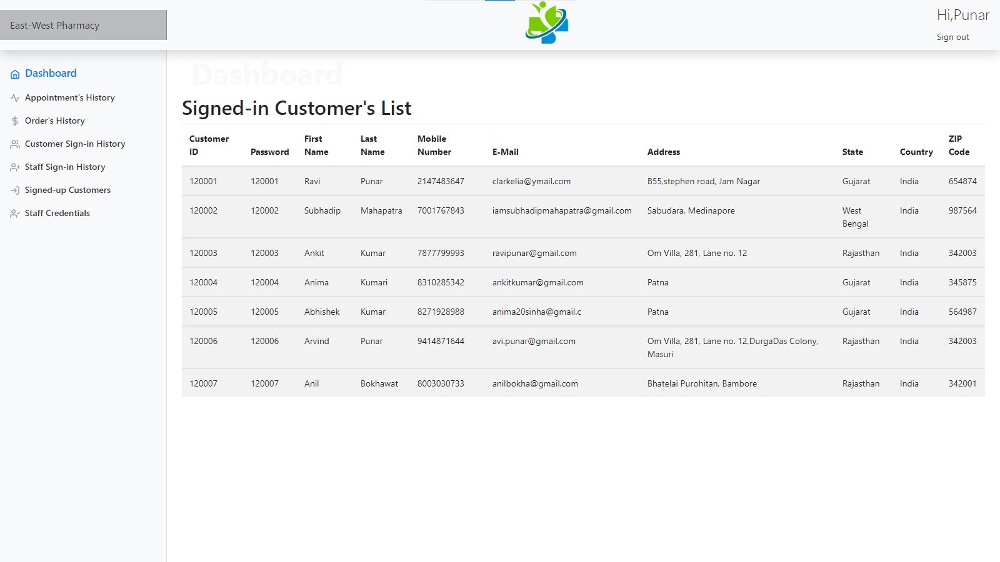 East-West Pharmacy
Hi,Punar
Sign out
Dashboard
Appointment's History
Order's History
Customer Sign-in History
Staff Sign-in History
Signed-up Customers
Staff Credentials
Dashboard
Signed-in Customer's List
Customer ID Password First Name Last Name Mobile Number E-Mail Address State Country ZIP Code
120001 120001 Ravi Punar 2147483647 clarkelia@ymail.com B55,stephen road, Jam Nagar Gujarat India 654874
120002 120002 Subhadip Mahapatra 7001767843 iamsubhadipmahapatra@gmail.com Sabudara, Medinapore West Bengal India 987564
120003 120003 Ankit Kumar 7877799993 ravipunar@gmail.com Om Villa, 281, Lane no. 12 Rajasthan India 342003
120004 120004 Anima Kumari 8310285342 ankitkumar@gmail.com Patna Gujarat India 345875
120005 120005 Abhishek Kumar 8271928988 anima20sinha@gmail.c Patna Gujarat India 564987
120006 120006 Arvind Punar 9414871644 avi.punar@gmail.com Om Villa, 281, Lane no. 12,DurgaDas Colony, Masuri Rajasthan India 342003
120007 120007 Anil Bokhawat 8003030733 anilbokha@gmail.com Bhatelai Purohitan, Bambore Rajasthan India 342001